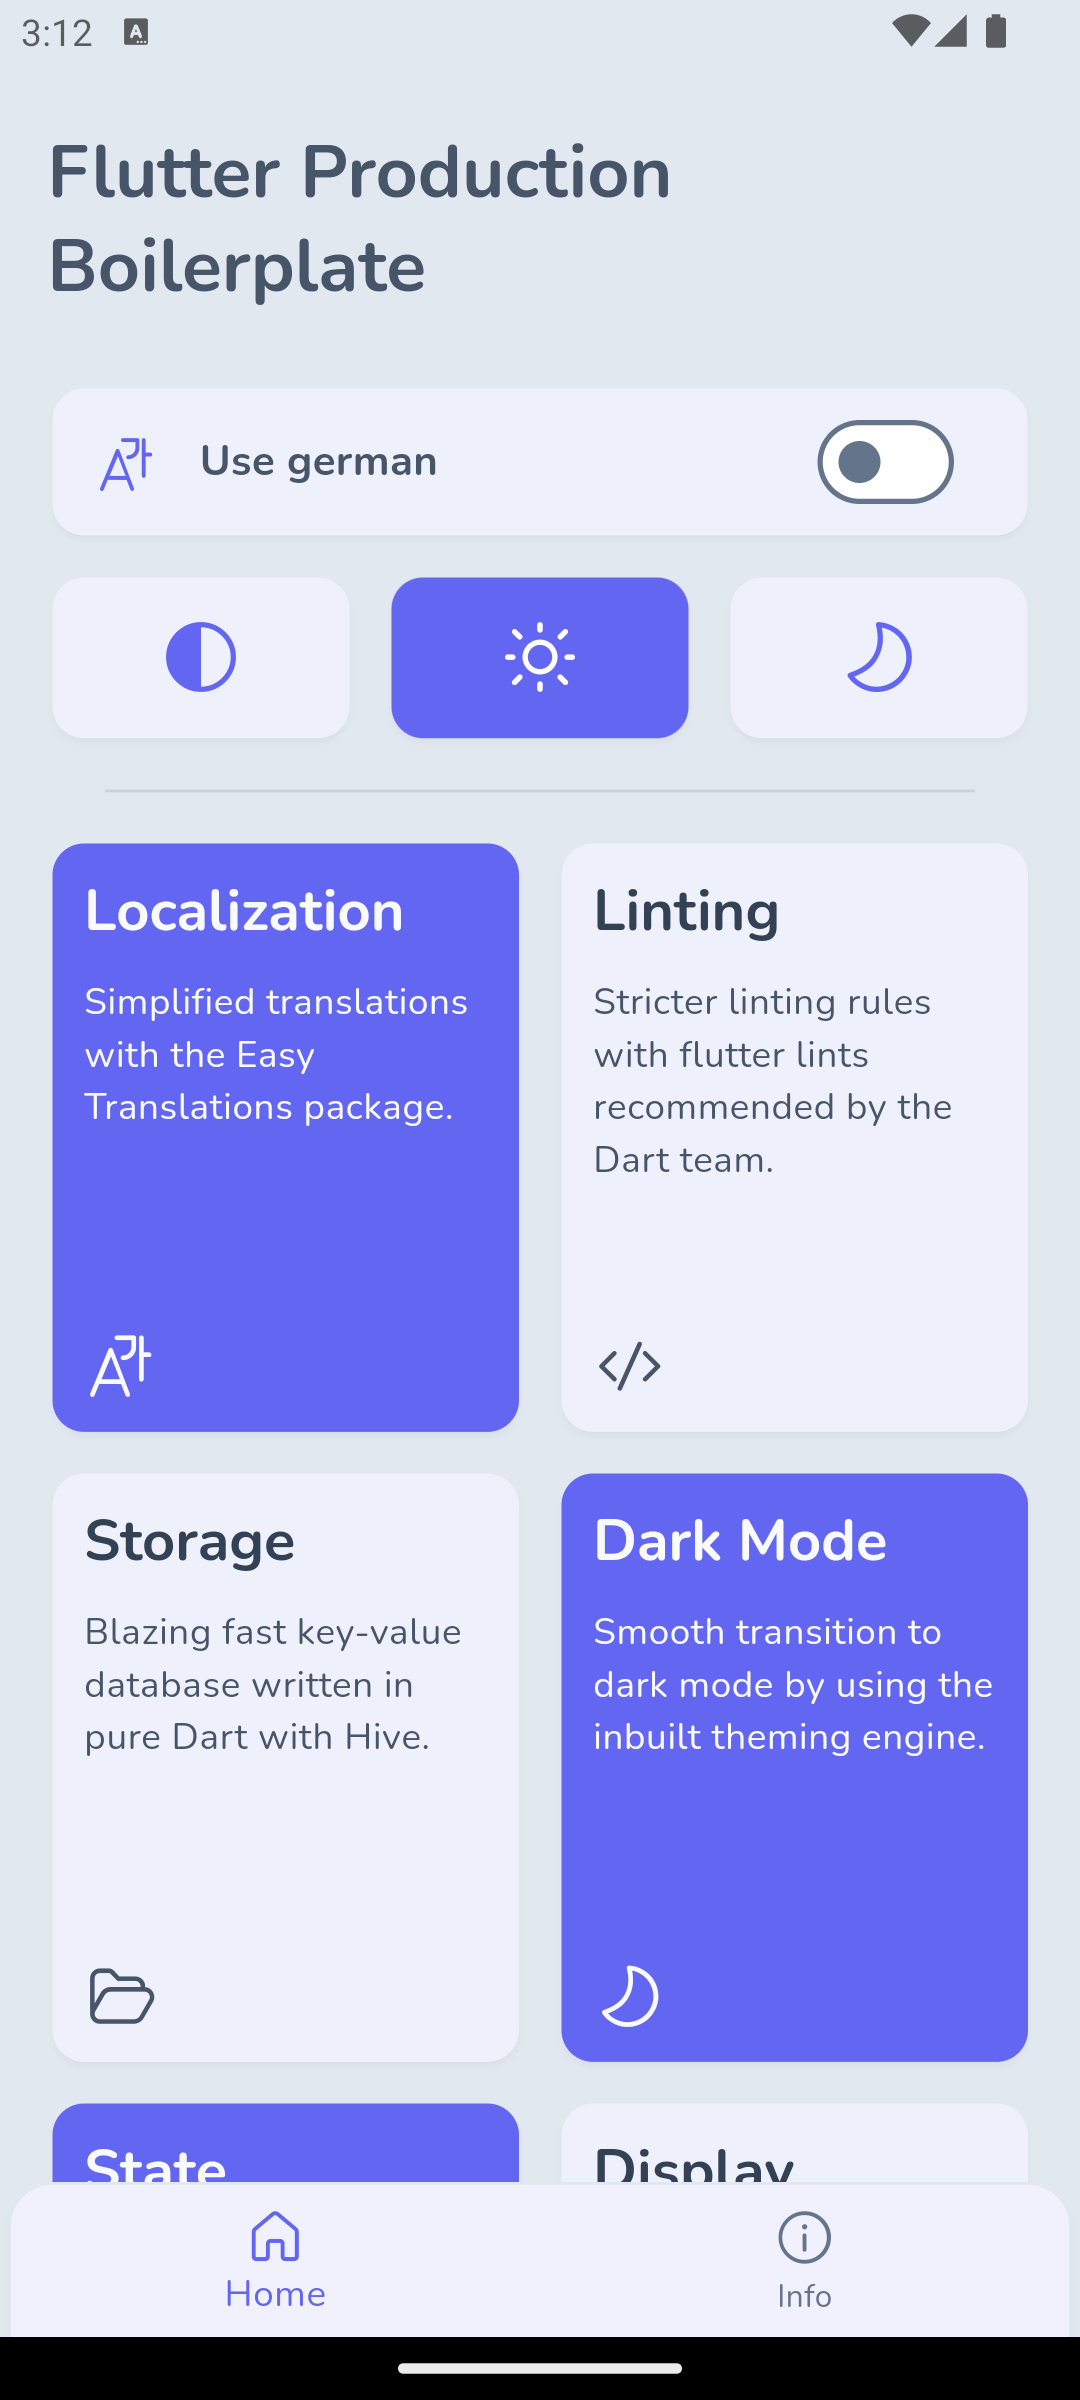 3:12
Flutter Production
Boilerplate
Use german
Localization
Simplified translations
with the Easy
Translations package.
Linting
Stricter linting rules
with flutter lints
recommended by the
Dart team.
Storage
Blazing fast key-value
database written in
pure Dart with Hive.
Dark Mode
Smooth transition to
dark mode by using the
inbuilt theming engine.
State
Display
Home
Info